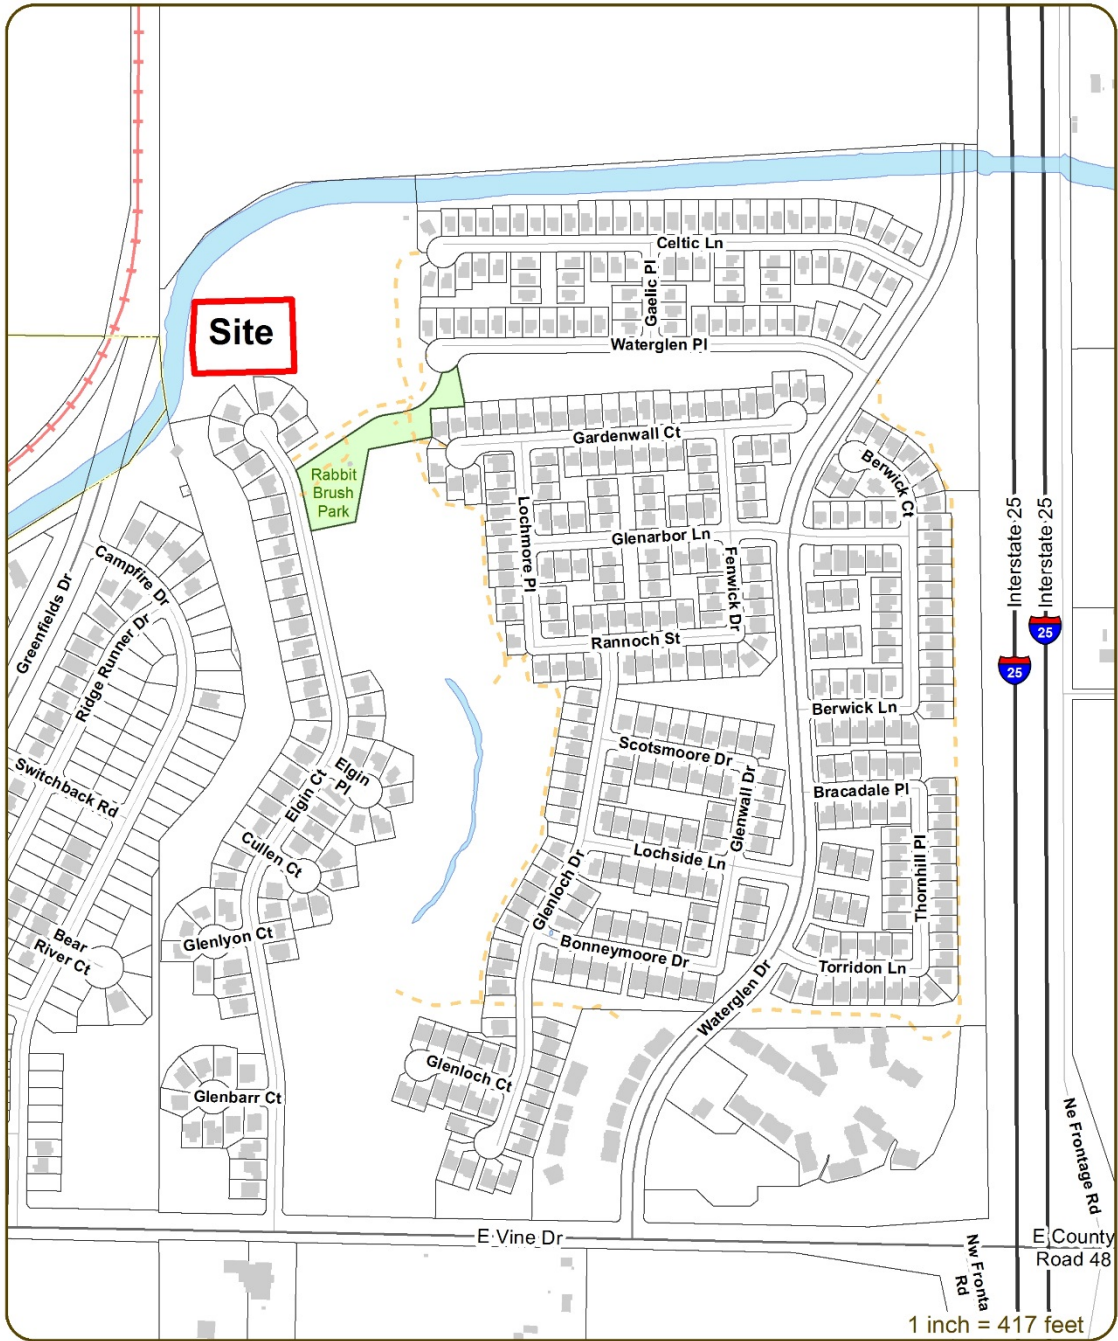 Celtic Ln
Gaelic Pl
Site
Waterglen Pl
Gardenwall Ct
Berwick Ct
Rabbit
Brush
Park
Lochmore Pl
Interstate 25
Interstate 25
Glenarbor Ln
Fenwick Dr
Campfire Dr
Greenfields Dr
Ridge Runner Dr
Rannoch St
25
25
Berwick Ln
Scotsmoore Dr
Switchback Rd
Elgin
Pl
Elgin Ct
Bracadale Pl
Glenwall Dr
Cullen Ct
Lochside Ln
Thornhill Pl
Glenloch Dr
Bear
River Ct
Glenlyon Ct
Bonneymoore Dr
Torridon Ln
Waterglen Dr
Glenloch Ct
Glenbarr Ct
Ne Frontage Rd
E Vine Dr
E County
Road 48
Nw Fronta
Rd
1 inch = 417 feet